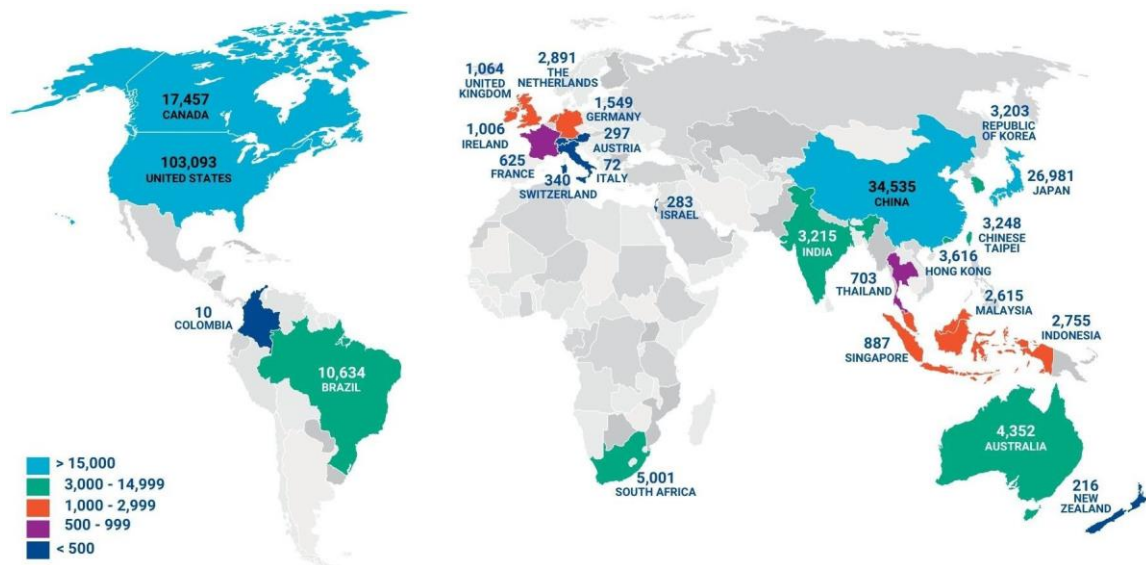 17,457
CANADA
103,093
UNITED STATES
1,064
UNITED
KINGDOM
2,891
THE
NETHERLANDS
1,549
GERMANY
1,006
IRELAND
297
AUSTRIA
625
FRANCE
72
ITALY
340
SWITZERLAND
283
ISRAEL
3,203
REPUBLIC
OF KOREA
34,535
CHINA
26,981
JAPAN
3,215
INDIA
3,248
CHINESE
TAIPEI
3,616
HONG KONG
703
THAILAND
2,615
MALAYSIA
2,755
INDONESIA
887
SINGAPORE
10
COLOMBIA
10,634
BRAZIL
5,001
SOUTH AFRICA
4,352
AUSTRALIA
216
NEW
ZEALAND
> 15,000
3,000 - 14,999
1,000 - 2,999
500 - 999
< 500